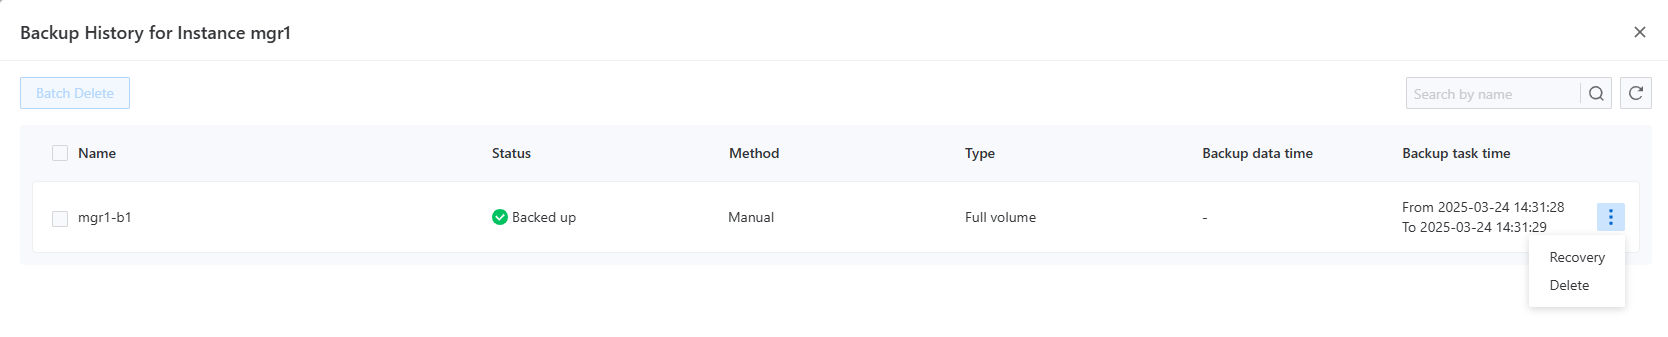 Backup History for Instance mgr1
Batch Delete
Search by name
Name Status Method Type Backup data time Backup task time
mgr1-b1 Backed up Manual Full volume - From 2025-03-24 14:31:28
To 2025-03-24 14:31:29
Recovery
Delete